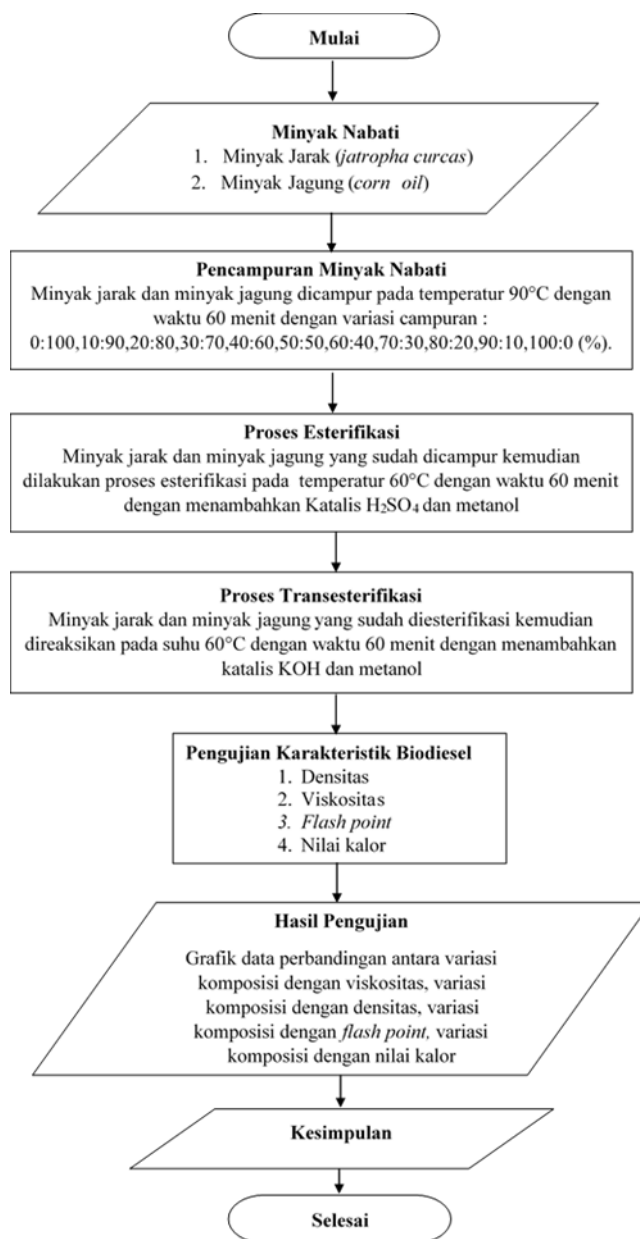 Mulai
Minyak Nabati
1. Minyak Jarak (jatropha curcas)
2. Minyak Jagung (corn oil)
Pencampuran Minyak Nabati
Minyak jarak dan minyak jagung dicampur pada temperatur 90°C dengan
waktu 60 menit dengan variasi campuran :
0:100,10:90,20:80,30:70,40:60,50:50,60:40,70:30,80:20,90:10,100:0 (%).
Proses Esterifikasi
Minyak jarak dan minyak jagung yang sudah dicampur kemudian
dilakukan proses esterifikasi pada temperatur 60°C dengan waktu 60 menit
dengan menambahkan Katalis H₂SO₄ dan metanol
Proses Transesterifikasi
Minyak jarak dan minyak jagung yang sudah diesterifikasi kemudian
direaksikan pada suhu 60°C dengan waktu 60 menit dengan menambahkan
katalis KOH dan metanol
Pengujian Karakteristik Biodiesel
1. Densitas
2. Viskositas
3. Flash point
4. Nilai kalor
Hasil Pengujian
Grafik data perbandingan antara variasi
komposisi dengan viskositas, variasi
komposisi dengan densitas, variasi
komposisi dengan flash point, variasi
komposisi dengan nilai kalor
Kesimpulan
Selesai